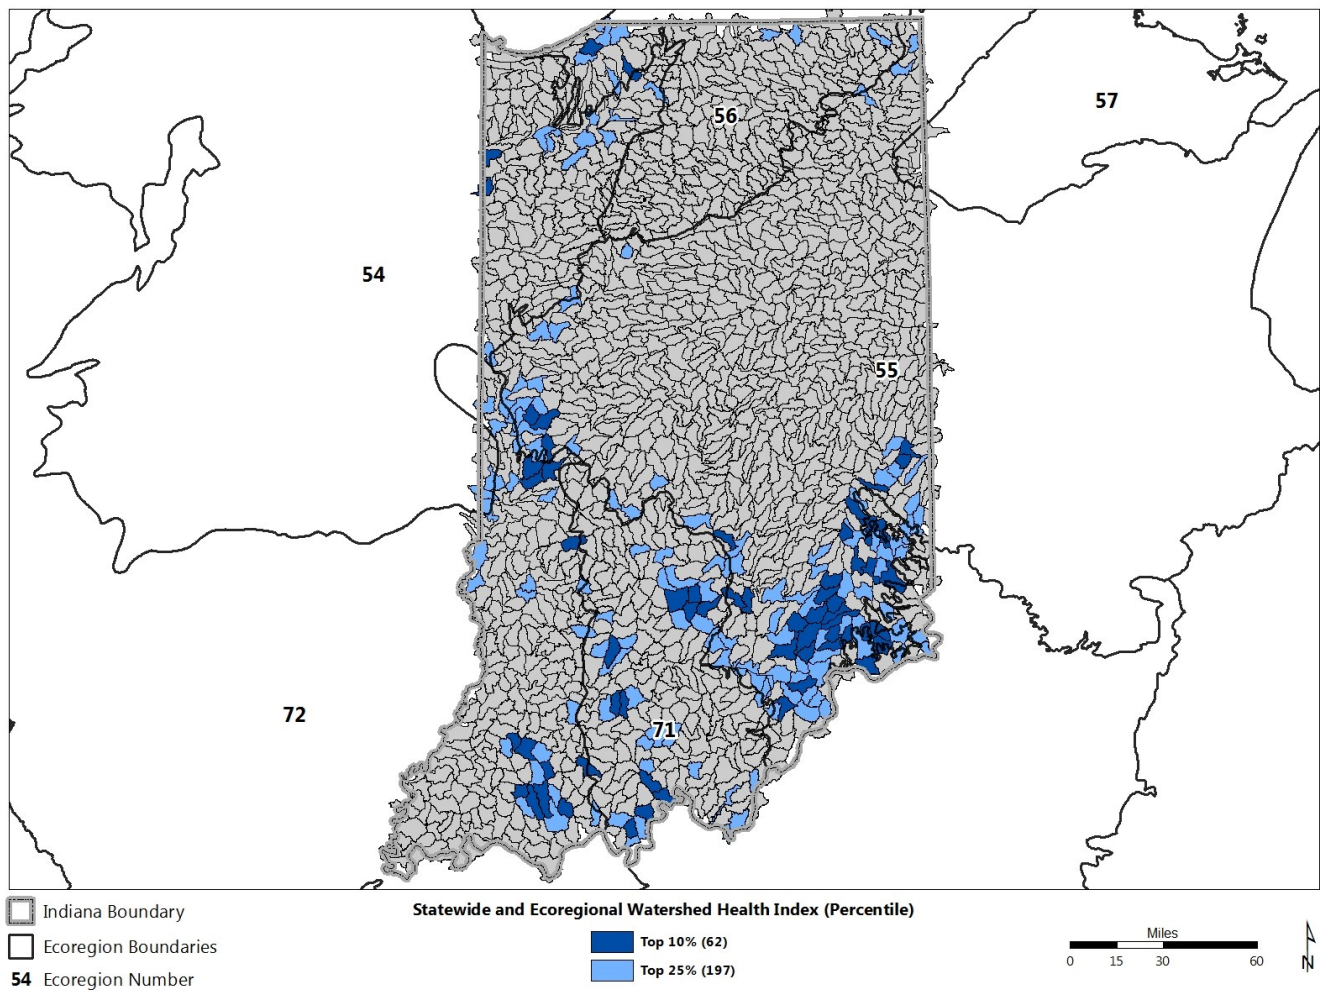 57
56
54
55
72
71
Indiana Boundary
Ecoregion Boundaries
54 Ecoregion Number
Statewide and Ecoregional Watershed Health Index (Percentile)
Top 10% (62)
Top 25% (197)
Miles
0 15 30 60
N